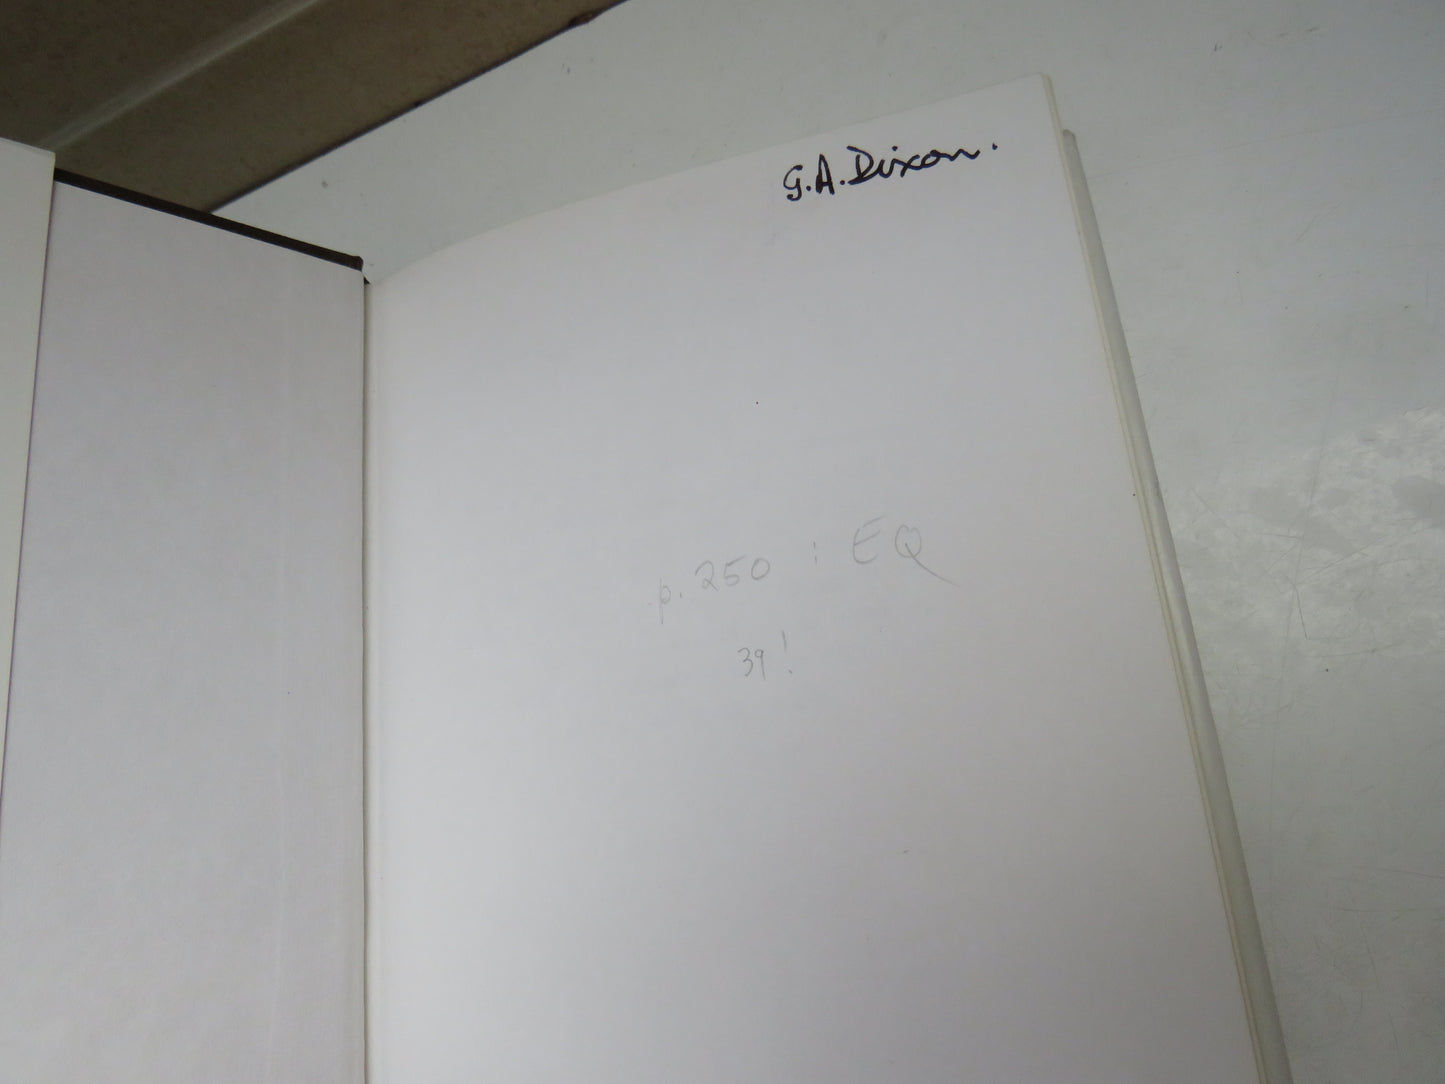 G.A. Dixon.
p. 250 : EQ
39!